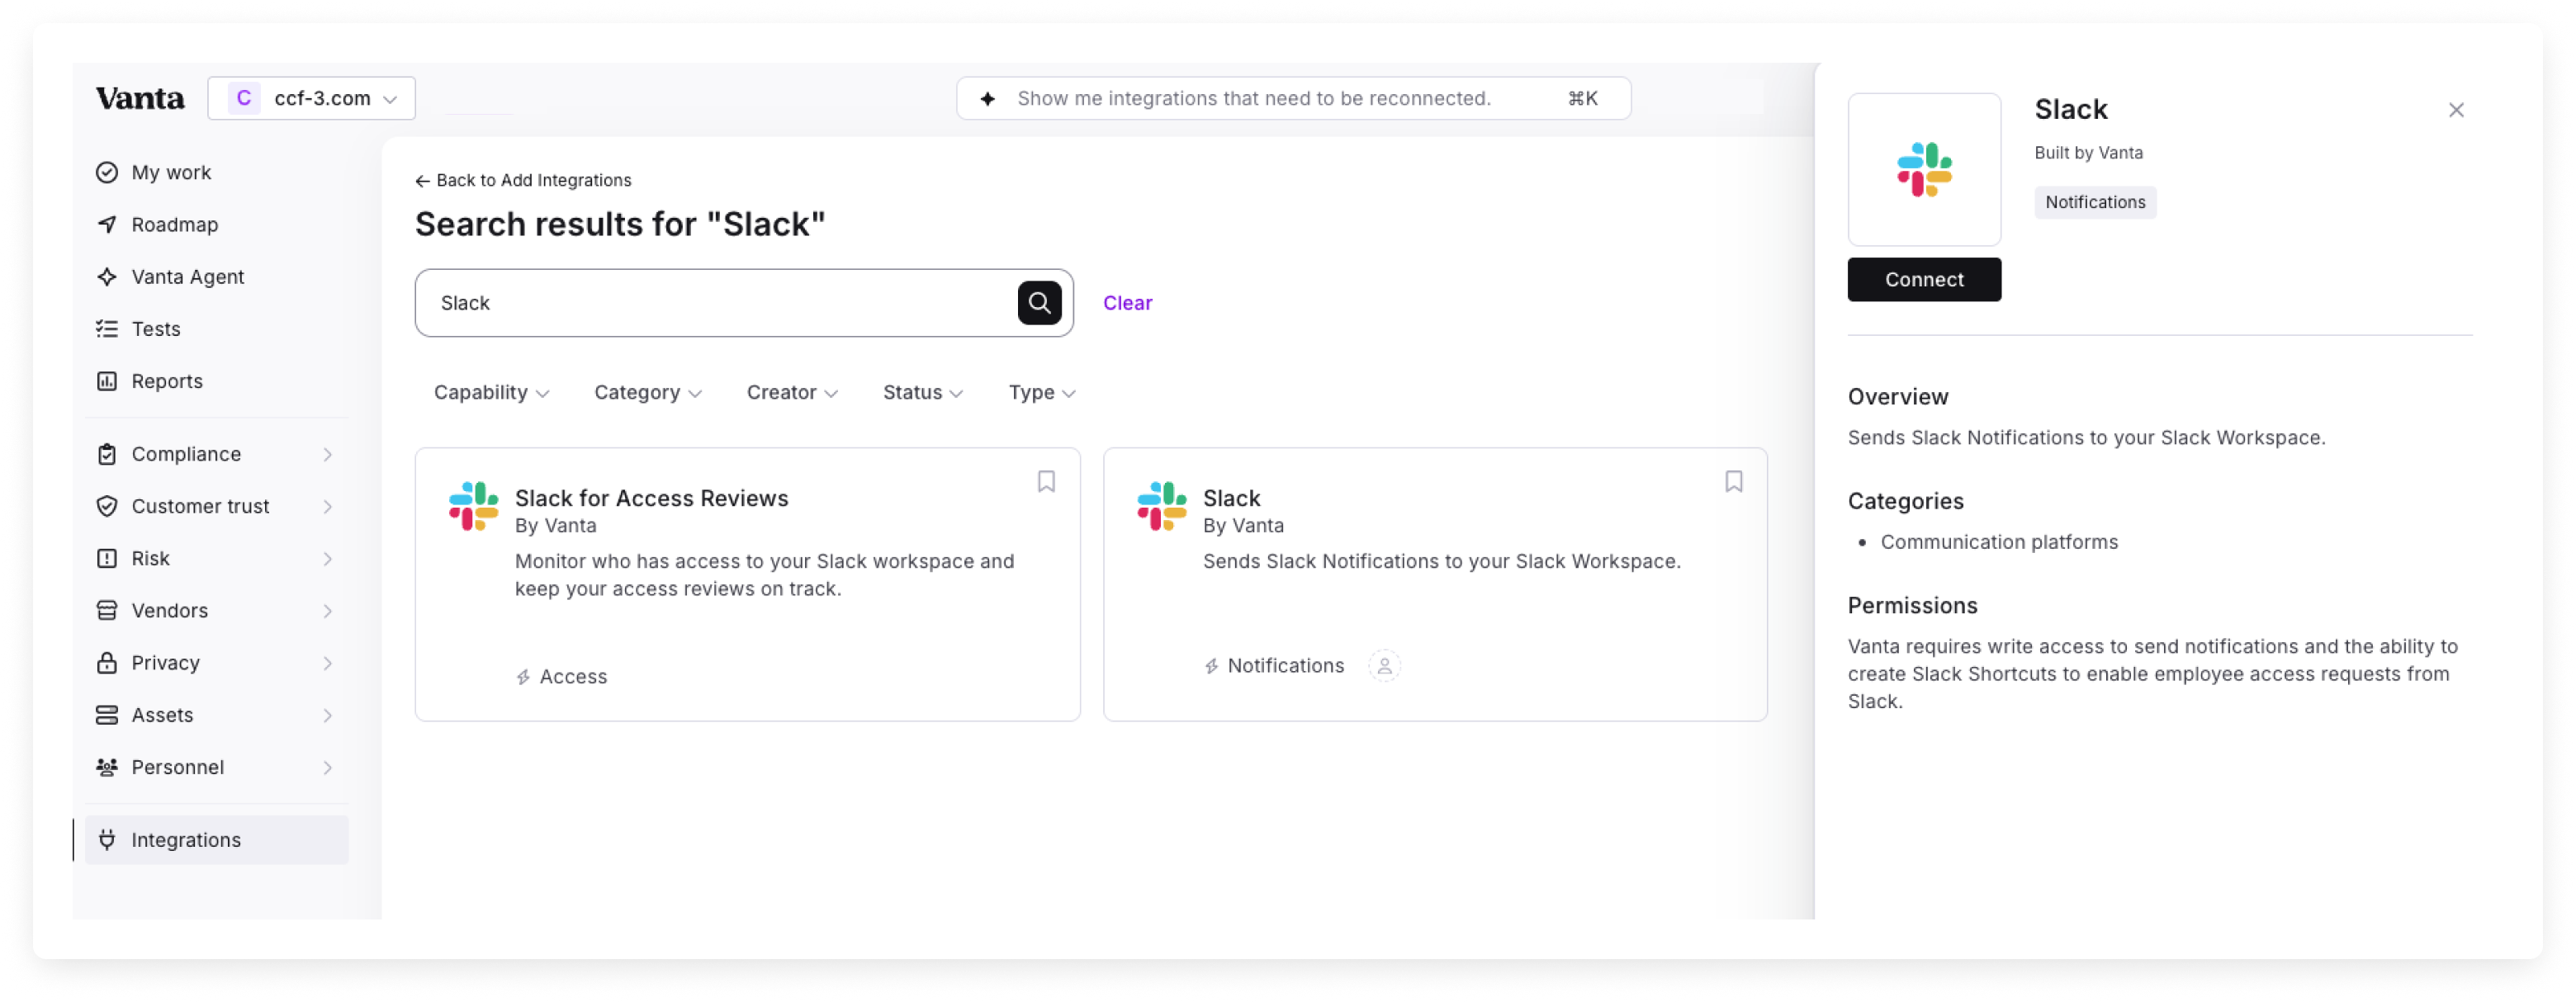 Vanta
C ccf-3.com
Show me integrations that need to be reconnected. ⌘K
My work
Roadmap
Vanta Agent
Tests
Reports
Compliance
Customer trust
Risk
Vendors
Privacy
Assets
Personnel
Integrations
← Back to Add Integrations
Search results for "Slack"
Slack
Clear
Capability
Category
Creator
Status
Type
Slack for Access Reviews
By Vanta
Monitor who has access to your Slack workspace and
keep your access reviews on track.
Access
Slack
By Vanta
Sends Slack Notifications to your Slack Workspace.
Notifications
Slack
Built by Vanta
Notifications
Connect
Overview
Sends Slack Notifications to your Slack Workspace.
Categories
• Communication platforms
Permissions
Vanta requires write access to send notifications and the ability to
create Slack Shortcuts to enable employee access requests from
Slack.